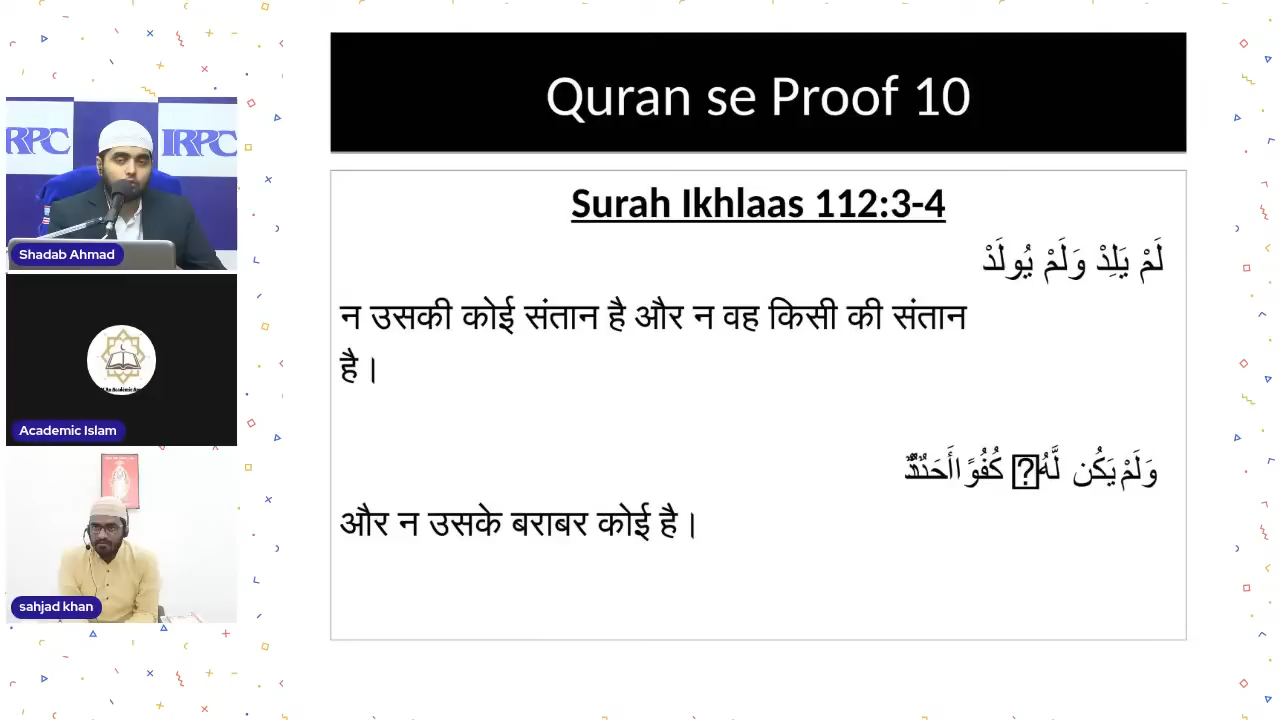 Quran se Proof 10
Surah Ikhlaas 112:3-4
لَمْ يَلِدْ وَلَمْ يُولَدْ
न उसकी कोई संतान है और न वह किसी की संतान
है।
وَلَمْ يَكُن لَّهُ كُفُوًا
और न उसके बराबर कोई है।
RPC
IRPC
Shadab Ahmad
Academic Islam
sahjad khan